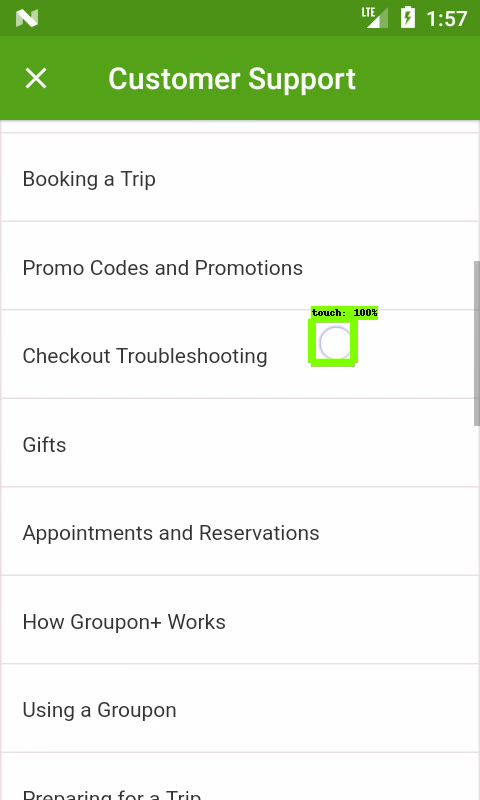 LTE 1:57
Customer Support
Booking a Trip
Promo Codes and Promotions
touch: 100%
Checkout Troubleshooting
Gifts
Appointments and Reservations
How Groupon+ Works
Using a Groupon
Preparing for a Trip